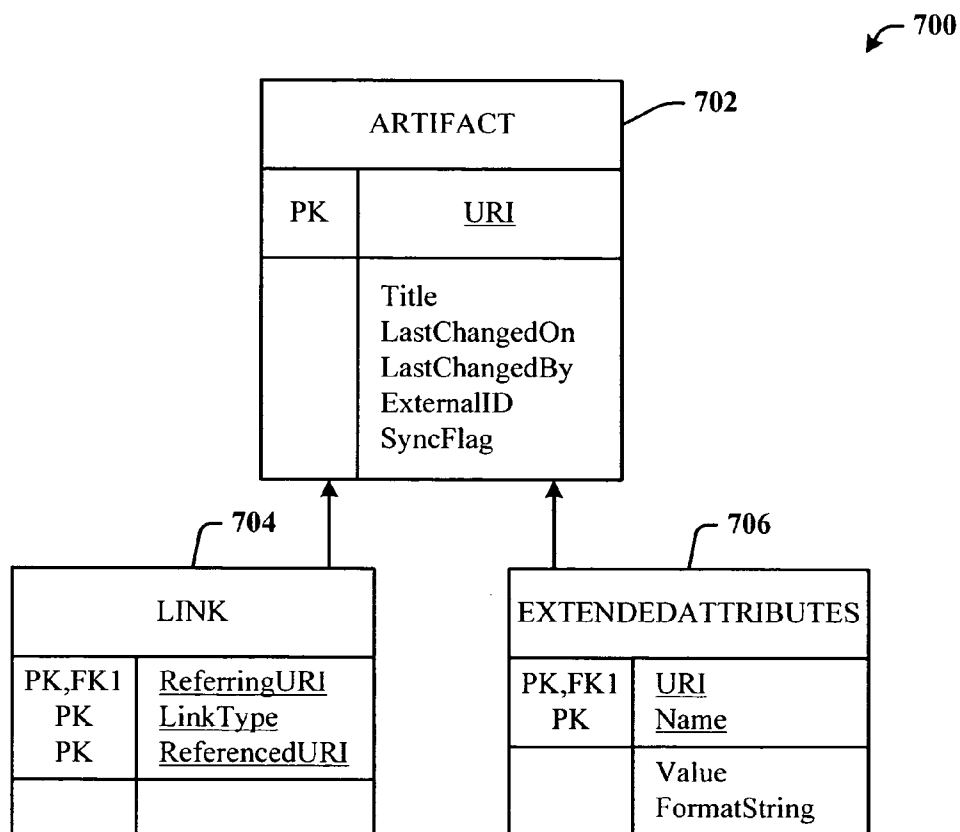 700
702
ARTIFACT
PK URI
Title
LastChangedOn
LastChangedBy
ExternalID
SyncFlag
704
LINK
PK,FK1 ReferringURI
PK LinkType
PK ReferencedURI
706
EXTENDEDATTRIBUTES
PK,FK1 URI
PK Name
Value
FormatString